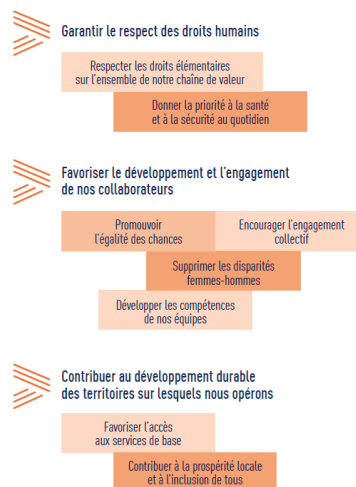 Garantir le respect des droits humains
Respecter les droits élémentaires
sur l'ensemble de notre chaîne de valeur
Donner la priorité à la santé
et à la sécurité au quotidien
Favoriser le développement et l'engagement
de nos collaborateurs
Promouvoir
l'égalité des chances
Encourager l'engagement
collectif
Supprimer les disparités
femmes-hommes
Développer les compétences
de nos équipes
Contribuer au développement durable
des territoires sur lesquels nous opérons
Favoriser l'accès
aux services de base
Contribuer à la prospérité locale
et à l'inclusion de tous